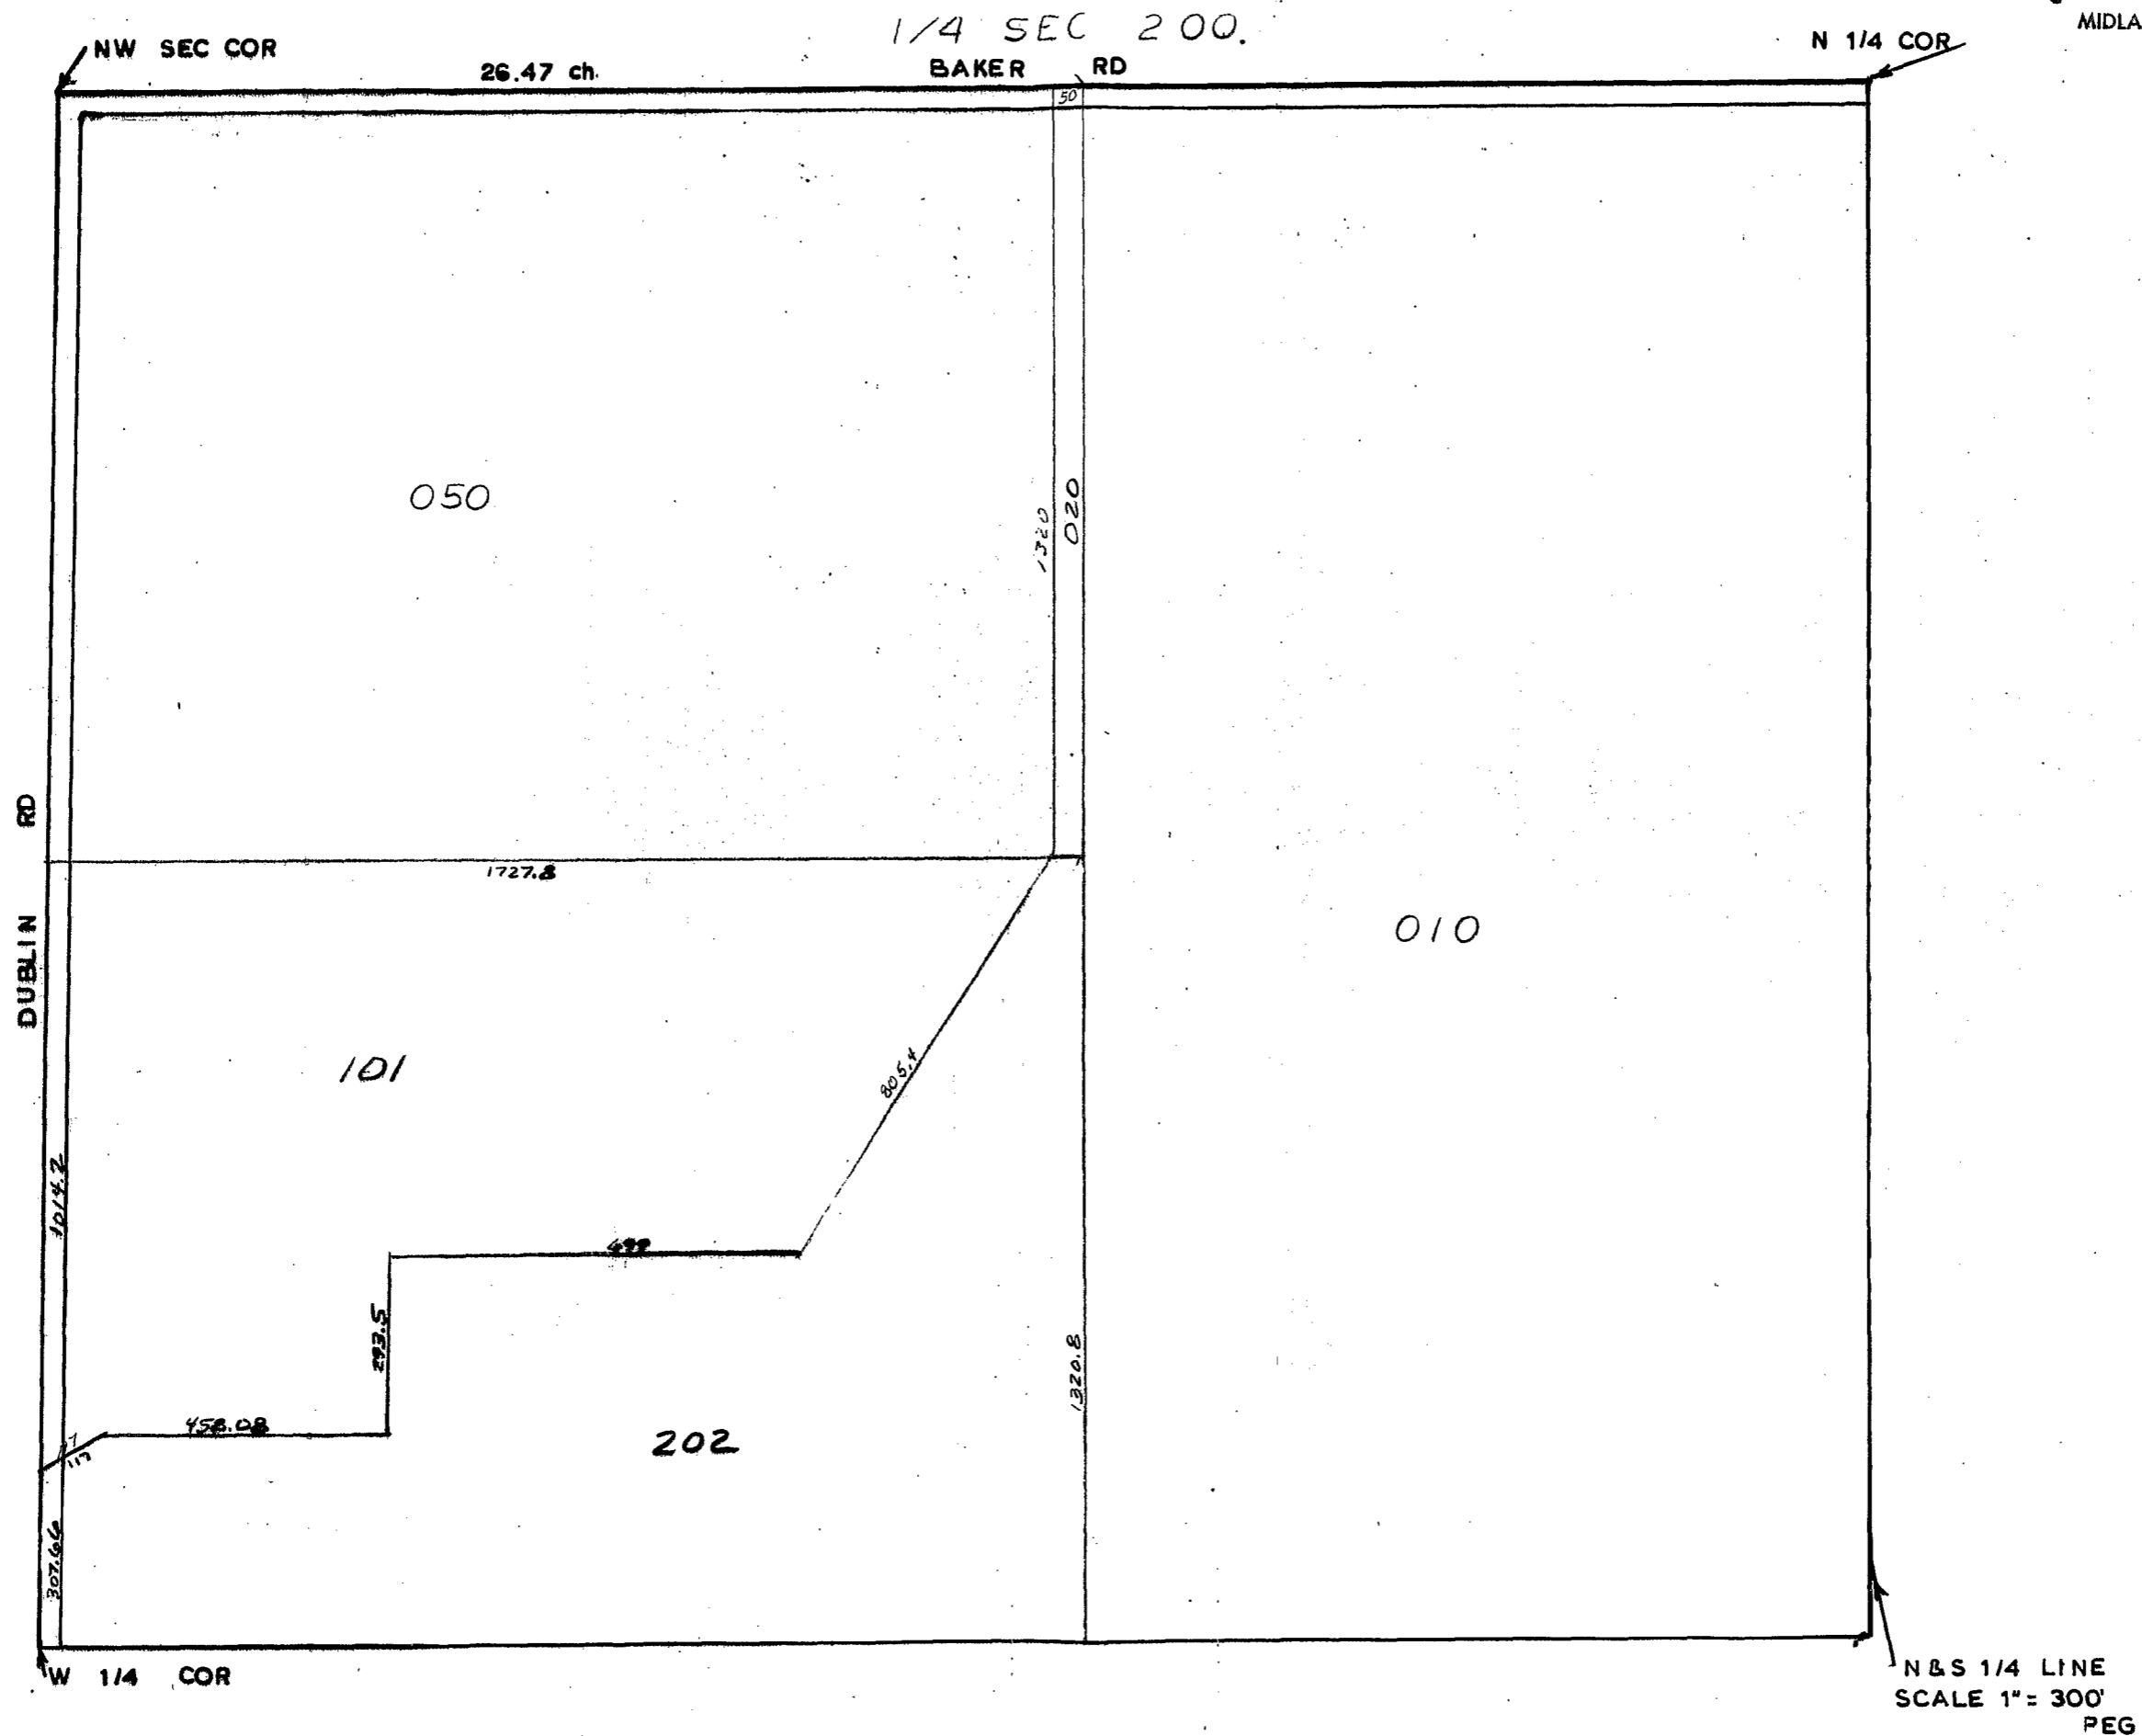 1/4 SEC 200.
MIDLA
NW SEC COR
N 1/4 COR
26.47 ch.
BAKER RD
50
050
1320
020
DUBLIN RD
1727.8
010
101
805.4
1014.2
499
293.5
1320.8
458.08
202
117
307.66
W 1/4 COR
N&S 1/4 LINE
SCALE 1"= 300'
PEG